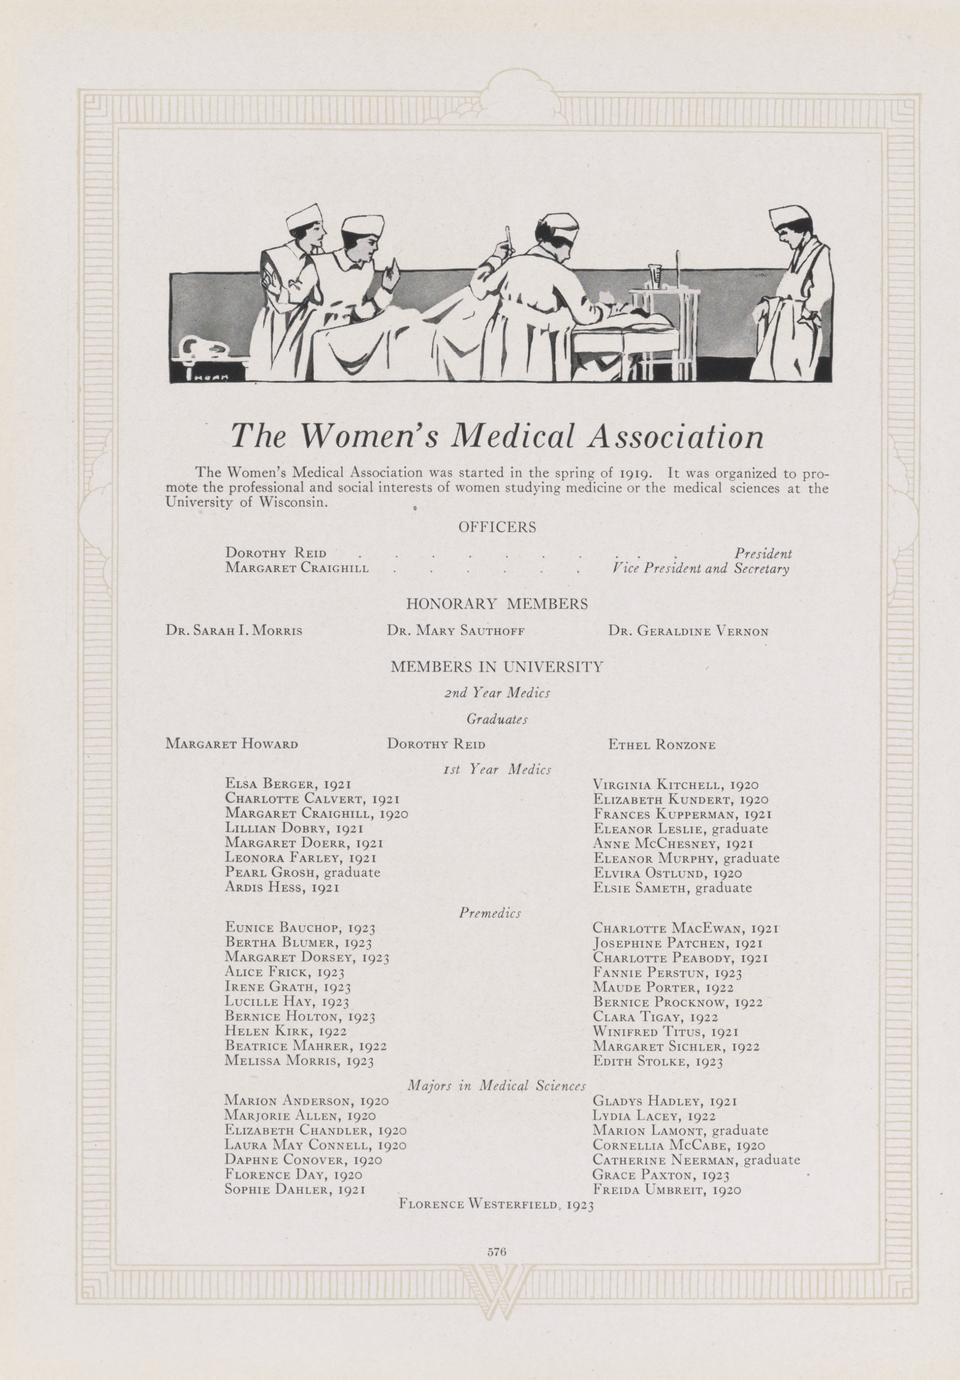 The Women's Medical Association
The Women's Medical Association was started in the spring of 1919. It was organized to pro-
mote the professional and social interests of women studying medicine or the medical sciences at the
University of Wisconsin.
OFFICERS
Dorothy Reid . . . . . . . . . . President
Margaret Craighill . . . . . . Vice President and Secretary
HONORARY MEMBERS
Dr. Sarah I. Morris Dr. Mary Sauthoff Dr. Geraldine Vernon
MEMBERS IN UNIVERSITY
2nd Year Medics
Graduates
Margaret Howard Dorothy Reid Ethel Ronzone
1st Year Medics
Elsa Berger, 1921
Charlotte Calvert, 1921
Margaret Craighill, 1920
Lillian Dobry, 1921
Margaret Doerr, 1921
Leonora Farley, 1921
Pearl Grosh, graduate
Ardis Hess, 1921
Virginia Kitchell, 1920
Elizabeth Kundert, 1920
Frances Kupperman, 1921
Eleanor Leslie, graduate
Anne McChesney, 1921
Eleanor Murphy, graduate
Elvira Ostlund, 1920
Elsie Sameth, graduate
Premedics
Eunice Bauchop, 1923
Bertha Blumer, 1923
Margaret Dorsey, 1923
Alice Frick, 1923
Irene Grath, 1923
Lucille Hay, 1923
Bernice Holton, 1923
Helen Kirk, 1922
Beatrice Mahrer, 1922
Melissa Morris, 1923
Charlotte MacEwan, 1921
Josephine Patchen, 1921
Charlotte Peabody, 1921
Fannie Perstun, 1923
Maude Porter, 1922
Bernice Procknow, 1922
Clara Tigay, 1922
Winifred Titus, 1921
Margaret Sichler, 1922
Edith Stolke, 1923
Majors in Medical Sciences
Marion Anderson, 1920
Marjorie Allen, 1920
Elizabeth Chandler, 1920
Laura May Connell, 1920
Daphne Conover, 1920
Florence Day, 1920
Sophie Dahler, 1921
Gladys Hadley, 1921
Lydia Lacey, 1922
Marion Lamont, graduate
Cornellia McCabe, 1920
Catherine Neerman, graduate
Grace Paxton, 1923
Freida Umbreit, 1920
Florence Westerfield, 1923
576
W